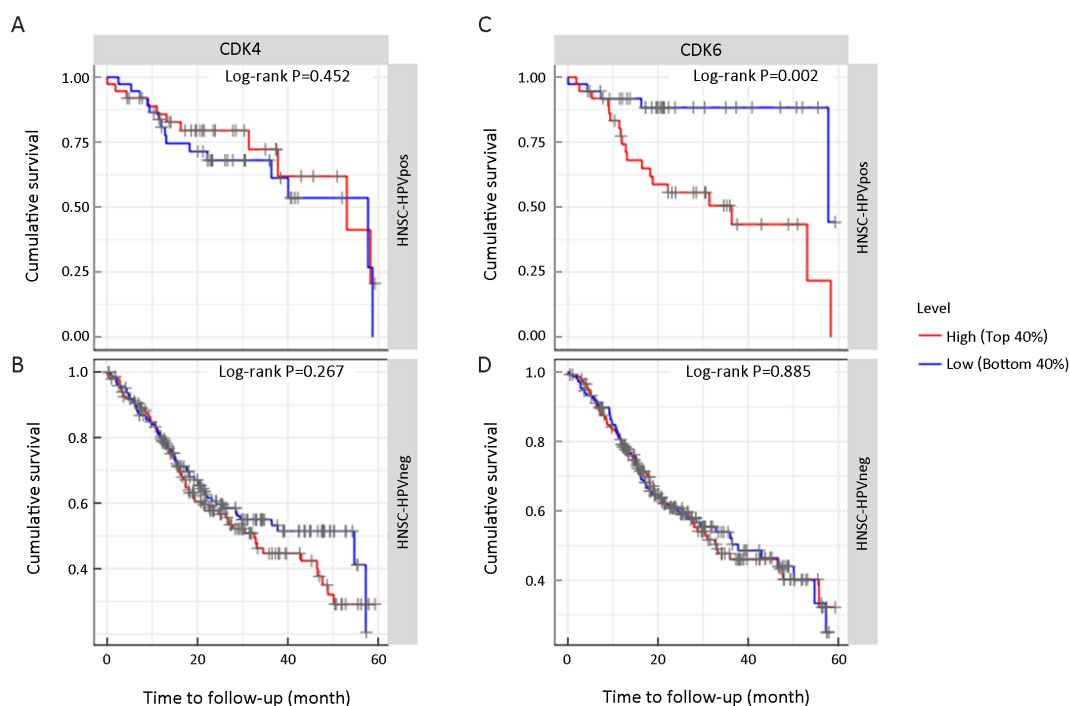 A
CDK4
Log-rank P=0.452
1.00
0.75
0.50
0.25
0.00
Cumulative survival
HNSC-HPVpos
C
CDK6
Log-rank P=0.002
1.00
0.75
0.50
0.25
0.00
Cumulative survival
HNSC-HPVpos
B
Log-rank P=0.267
1.0
0.8
0.6
0.4
Cumulative survival
HNSC-HPVneg
0 20 40 60
Time to follow-up (month)
D
Log-rank P=0.885
1.0
0.8
0.6
0.4
Cumulative survival
HNSC-HPVneg
0 20 40 60
Time to follow-up (month)
Level
High (Top 40%)
Low (Bottom 40%)